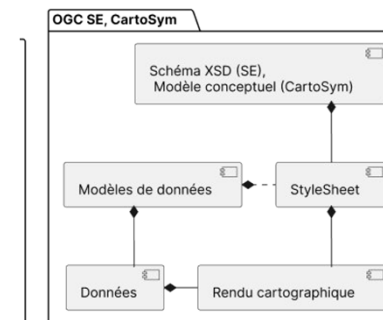 OGC SE, CartoSym
Schéma XSD (SE),
Modèle conceptuel (CartoSym)
Modèles de données
StyleSheet
Données
Rendu cartographique